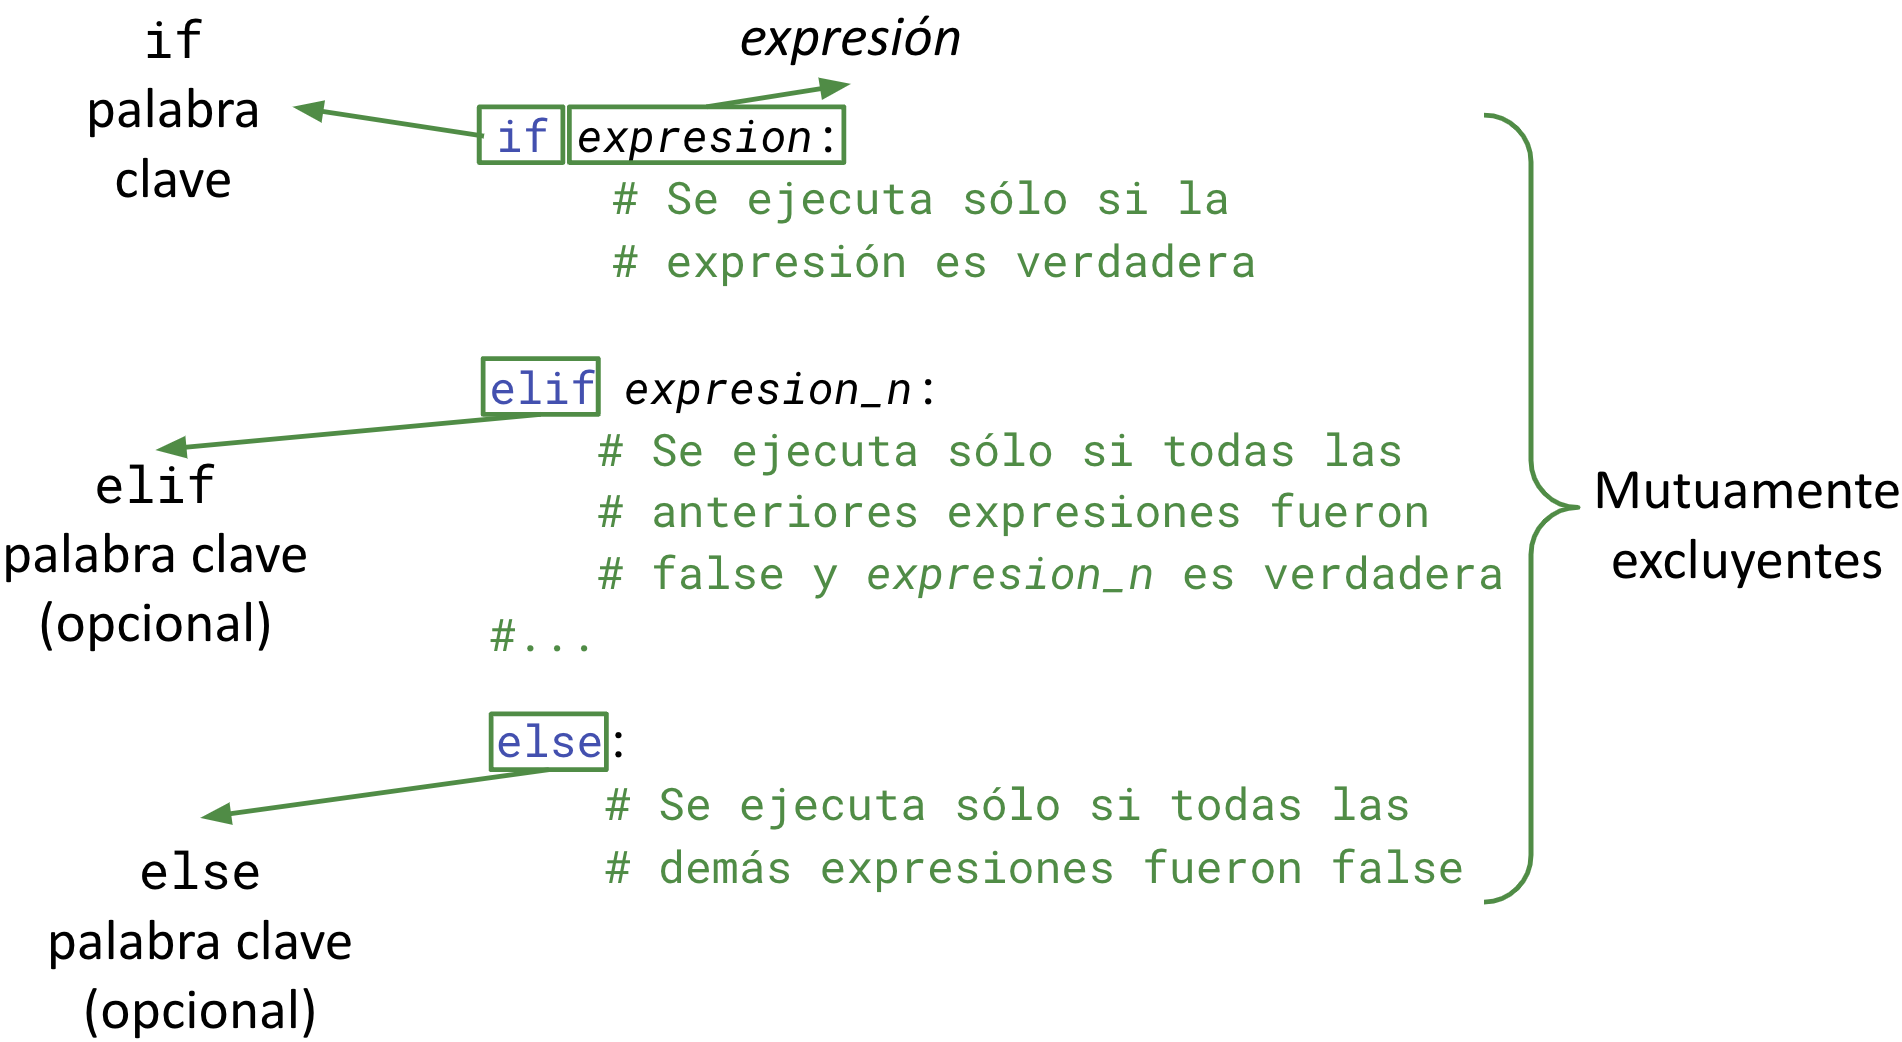 if
palabra
clave
expresión
if expresion:
# Se ejecuta sólo si la
# expresión es verdadera
elif expresion_n:
# Se ejecuta sólo si todas las
# anteriores expresiones fueron
# false y expresion_n es verdadera
#...
elif
palabra clave
(opcional)
else:
# Se ejecuta sólo si todas las
# demás expresiones fueron false
else
palabra clave
(opcional)
Mutuamente
excluyentes